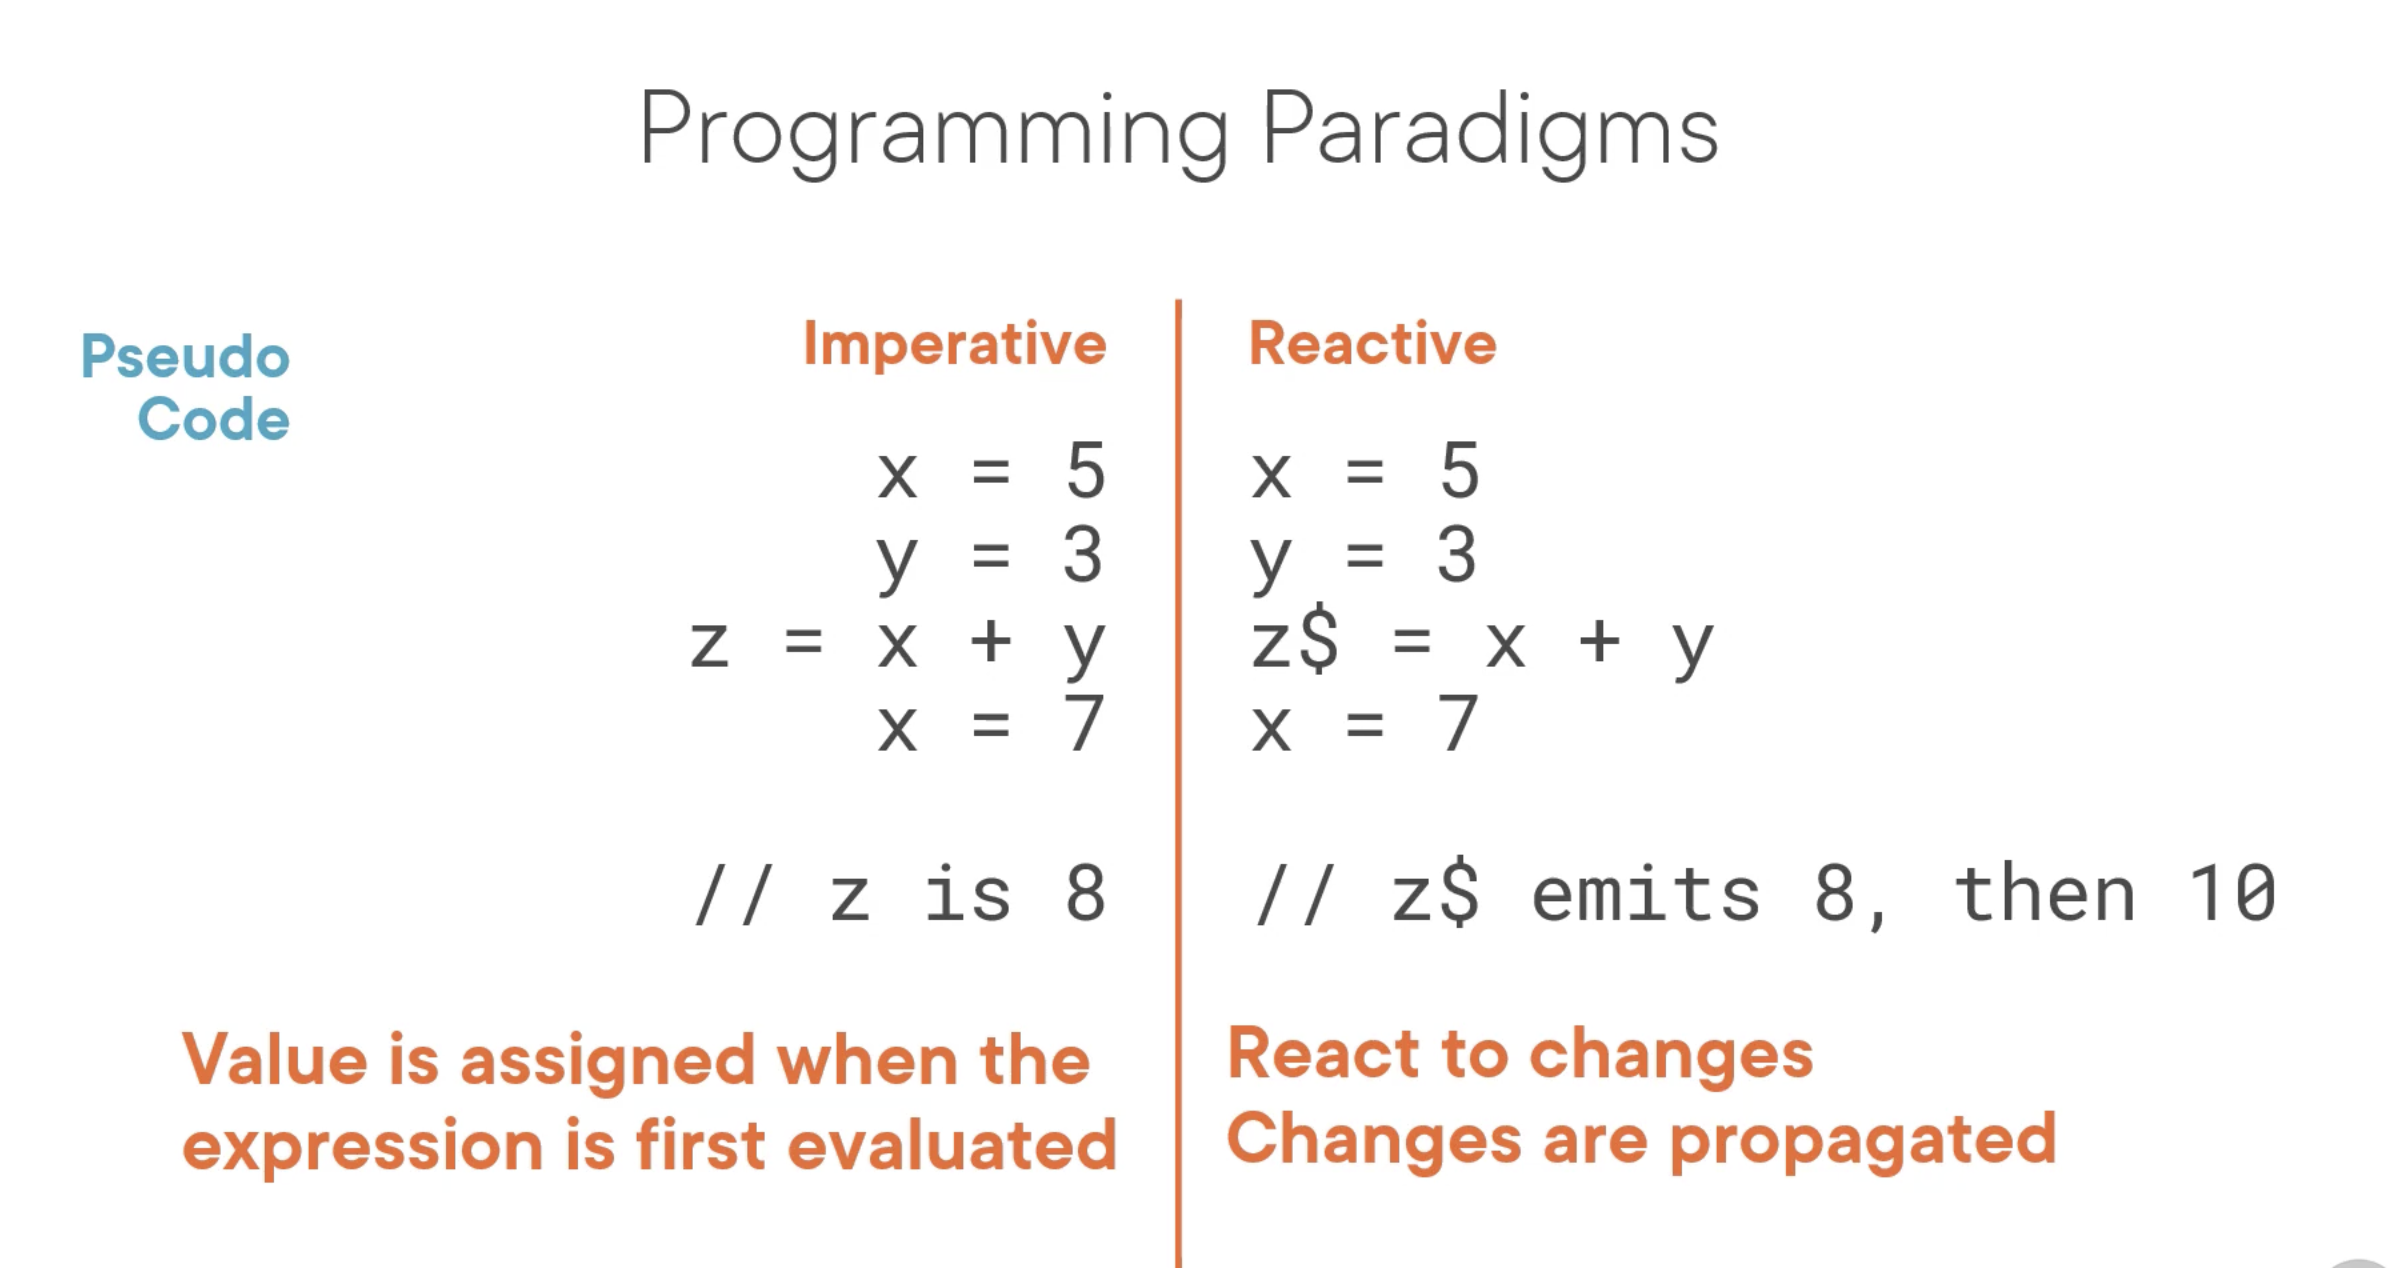 Programming Paradigms
Pseudo
Code
Imperative
x = 5
y = 3
z = x + y
x = 7
// z is 8
Value is assigned when the
expression is first evaluated
Reactive
x = 5
y = 3
z$ = x + y
x = 7
// z$ emits 8, then 10
React to changes
Changes are propagated